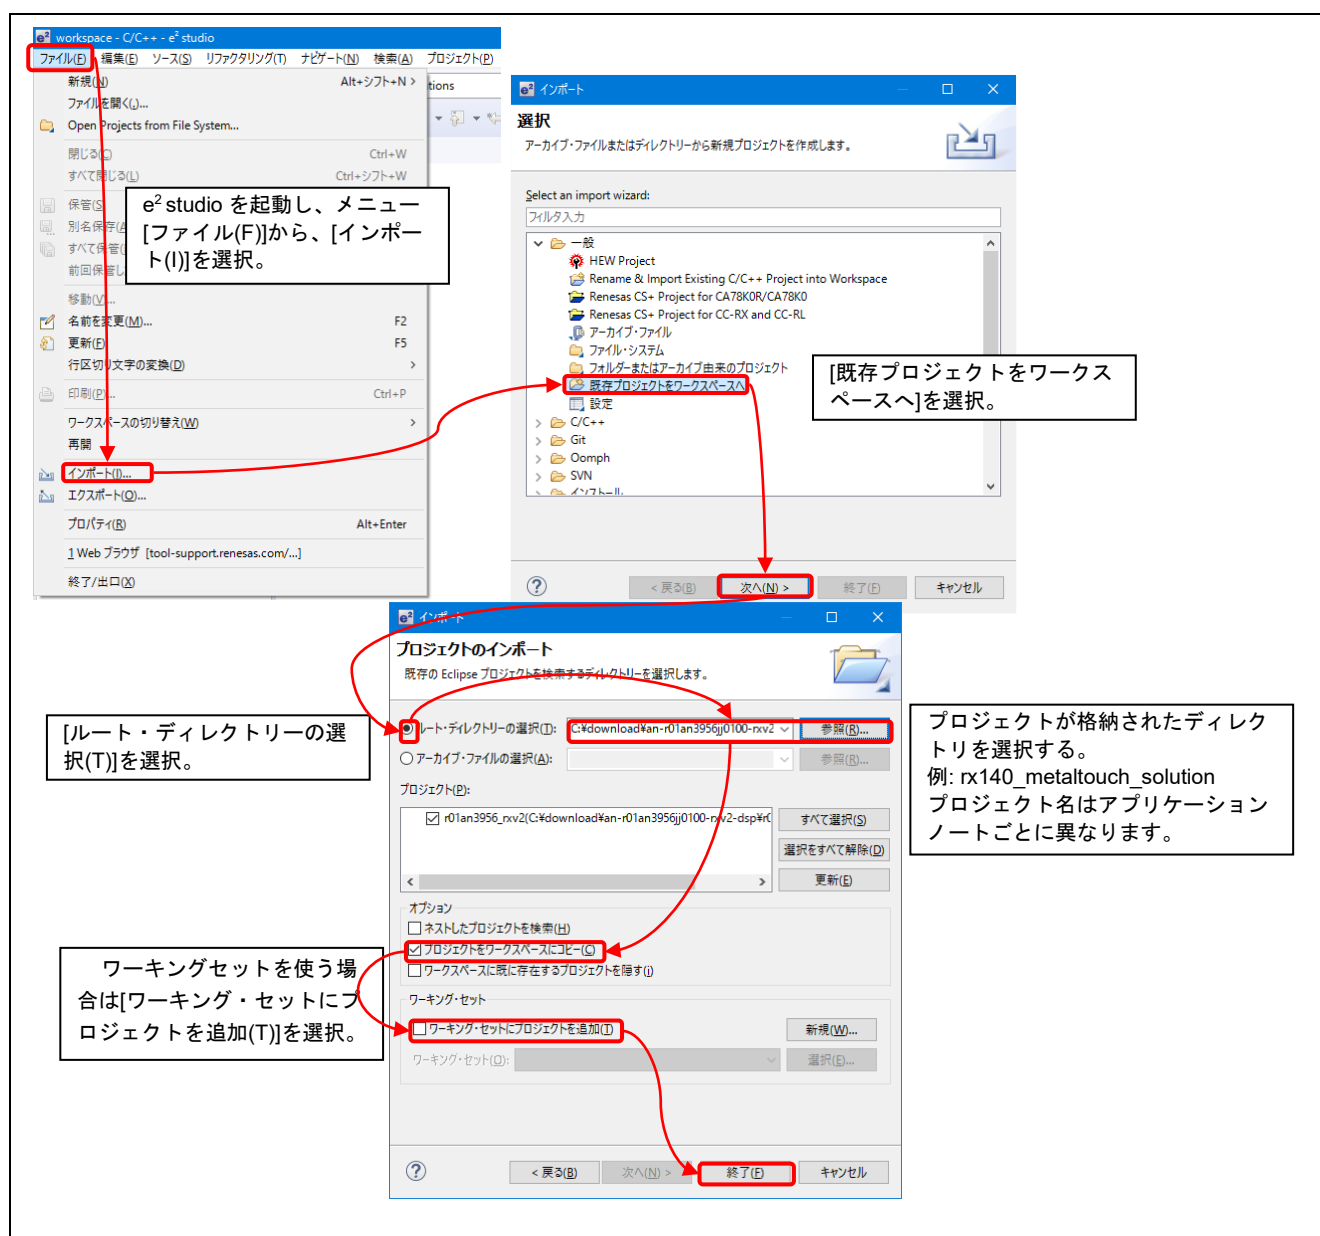 workspace - C/C++ - e² studio
ファイル(F) 編集(E) ソース(S) リファクタリング(T) ナビゲート(N) 検索(A) プロジェクト(P)
新規(N) Alt+シフト+N >
ファイルを開く(.)...
Open Projects from File System...
閉じる(C) Ctrl+W
すべて閉じる(L) Ctrl+シフト+W
保管(S)
別名保存(A
すべて保管(
前回保管し
移動(V)...
名前を変更(M)... F2
更新(F) F5
行区切り文字の変換(D) >
印刷(P)... Ctrl+P
ワークスペースの切り替え(W) >
再開
インポート(I)...
エクスポート(O)...
プロパティ(R) Alt+Enter
1 Web ブラウザ [tool-support.renesas.com/...]
終了/出口(X)
tions
e² studio を起動し、メニュー
[ファイル(F)]から、[インポー
ト(I)]を選択。
e² インポート
選択
アーカイブ・ファイルまたはディレクトリーから新規プロジェクトを作成します。
Select an import wizard:
フィルタ入力
一般
HEW Project
Rename & Import Existing C/C++ Project into Workspace
Renesas CS+ Project for CA78K0R/CA78K0
Renesas CS+ Project for CC-RX and CC-RL
アーカイブ・ファイル
ファイル・システム
フォルダーまたはアーカイブ由来のプロジェクト
既存プロジェクトをワークスペースへ
設定
C/C++
Git
Oomph
SVN
インストール
< 戻る(B) 次へ(N) > 終了(F) キャンセル
[既存プロジェクトをワークス
ペースへ]を選択。
e² インポート
プロジェクトのインポート
既存の Eclipse プロジェクトを検索するディレクトリーを選択します。
ルート・ディレクトリーの選択(T): C:¥download¥an-r01an3956jj0100-rxv2 参照(R)...
アーカイブ・ファイルの選択(A): 参照(R)...
プロジェクト(P):
r01an3956_rxv2(C:¥download¥an-r01an3956jj0100-rxv2-dsp¥r0 すべて選択(S)
選択をすべて解除(D)
更新(E)
オプション
ネストしたプロジェクトを検索(H)
プロジェクトをワークスペースにコピー(C)
ワークスペースに既に存在するプロジェクトを隠す(i)
ワーキング・セット
ワーキング・セットにプロジェクトを追加(T) 新規(W)...
ワーキング・セット(O): 選択(E)...
< 戻る(B) 次へ(N) > 終了(F) キャンセル
[ルート・ディレクトリーの選
択(T)]を選択。
プロジェクトが格納されたディレク
トリを選択する。
例: rx140_metaltouch_solution
プロジェクト名はアプリケーション
ノートごとに異なります。
ワーキングセットを使う場
合は[ワーキング・セットにプ
ロジェクトを追加(T)]を選択。